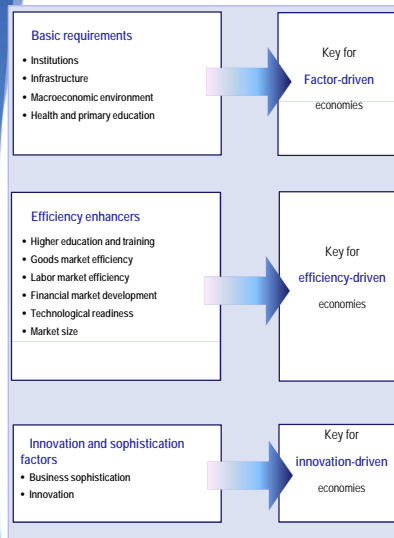 Basic requirements
• Institutions
• Infrastructure
• Macroeconomic environment
• Health and primary education
Key for
Factor-driven
economies
Efficiency enhancers
• Higher education and training
• Goods market efficiency
• Labor market efficiency
• Financial market development
• Technological readiness
• Market size
Key for
efficiency-driven
economies
Innovation and sophistication
factors
• Business sophistication
• Innovation
Key for
innovation-driven
economies